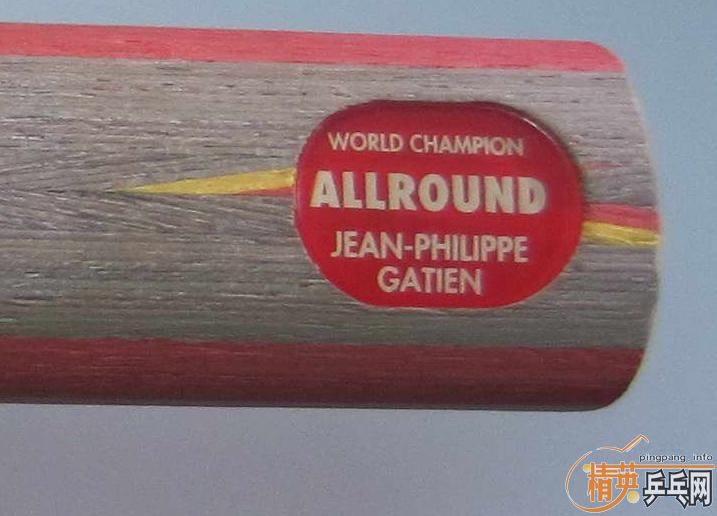 WORLD CHAMPION
ALLROUND
JEAN-PHILIPPE
GATIEN
pingpang.info
精英乒乓网